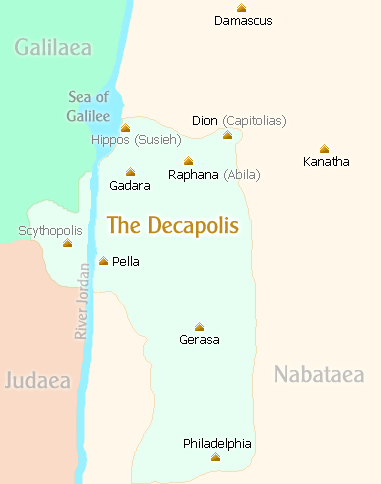 Damascus
Galilaea
Sea of
Galilee
Dion (Capitolias)
Hippos (Susieh)
Kanatha
Raphana (Abila)
Gadara
The Decapolis
Scythopolis
Pella
River Jordan
Gerasa
Judaea
Nabataea
Philadelphia